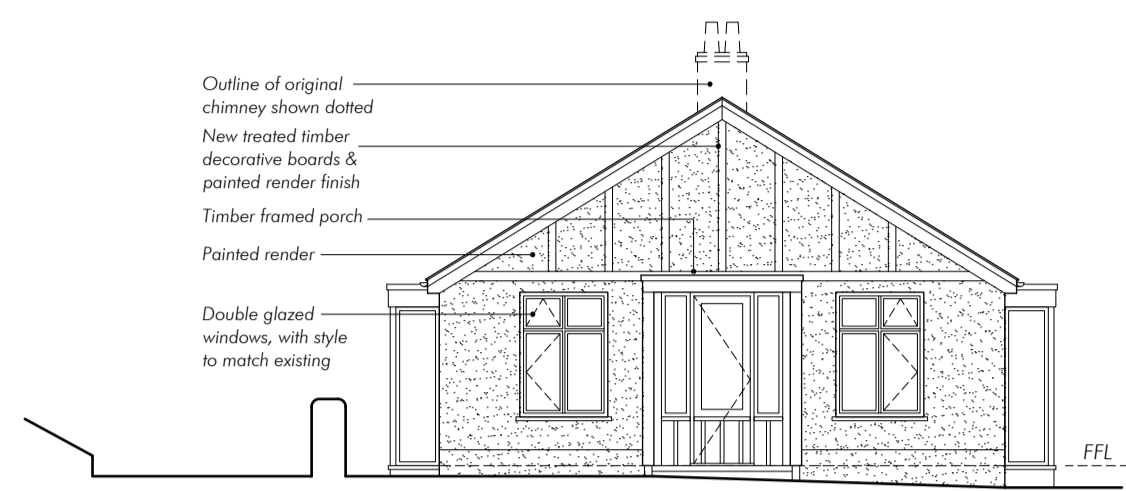 Outline of original
chimney shown dotted
New treated timber
decorative boards &
painted render finish
Timber framed porch
Painted render
Double glazed
windows, with style
to match existing
FFL